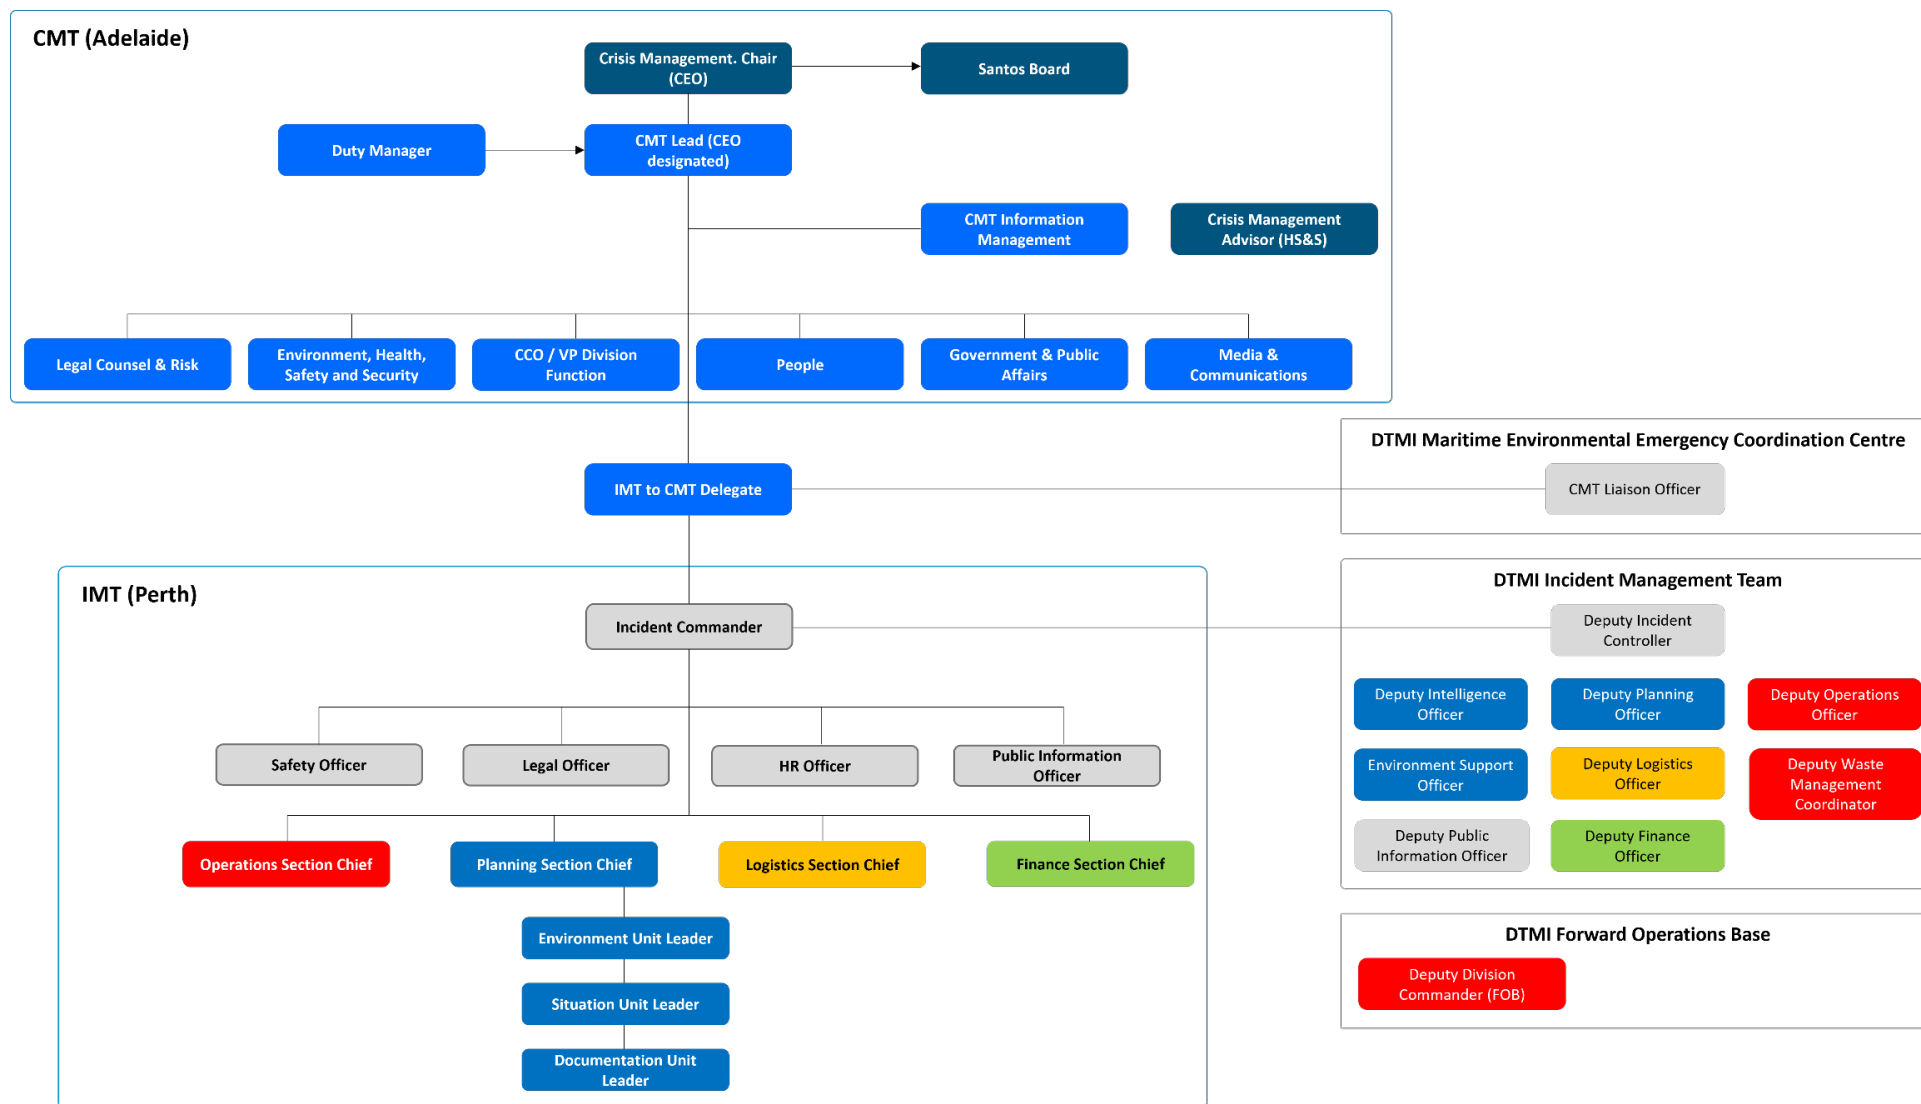 CMT (Adelaide)
Crisis Management. Chair
(CEO)
Santos Board
Duty Manager
CMT Lead (CEO
designated)
CMT Information
Management
Crisis Management
Advisor (HS&S)
Legal Counsel & Risk
Environment, Health,
Safety and Security
CCO / VP Division
Function
People
Government & Public
Affairs
Media &
Communications
IMT to CMT Delegate
DTMI Maritime Environmental Emergency Coordination Centre
CMT Liaison Officer
IMT (Perth)
Incident Commander
Safety Officer
Legal Officer
HR Officer
Public Information
Officer
Operations Section Chief
Planning Section Chief
Logistics Section Chief
Finance Section Chief
Environment Unit Leader
Situation Unit Leader
Documentation Unit
Leader
DTMI Incident Management Team
Deputy Incident
Controller
Deputy Intelligence
Officer
Deputy Planning
Officer
Deputy Operations
Officer
Environment Support
Officer
Deputy Logistics
Officer
Deputy Waste
Management
Coordinator
Deputy Public
Information Officer
Deputy Finance
Officer
DTMI Forward Operations Base
Deputy Division
Commander (FOB)